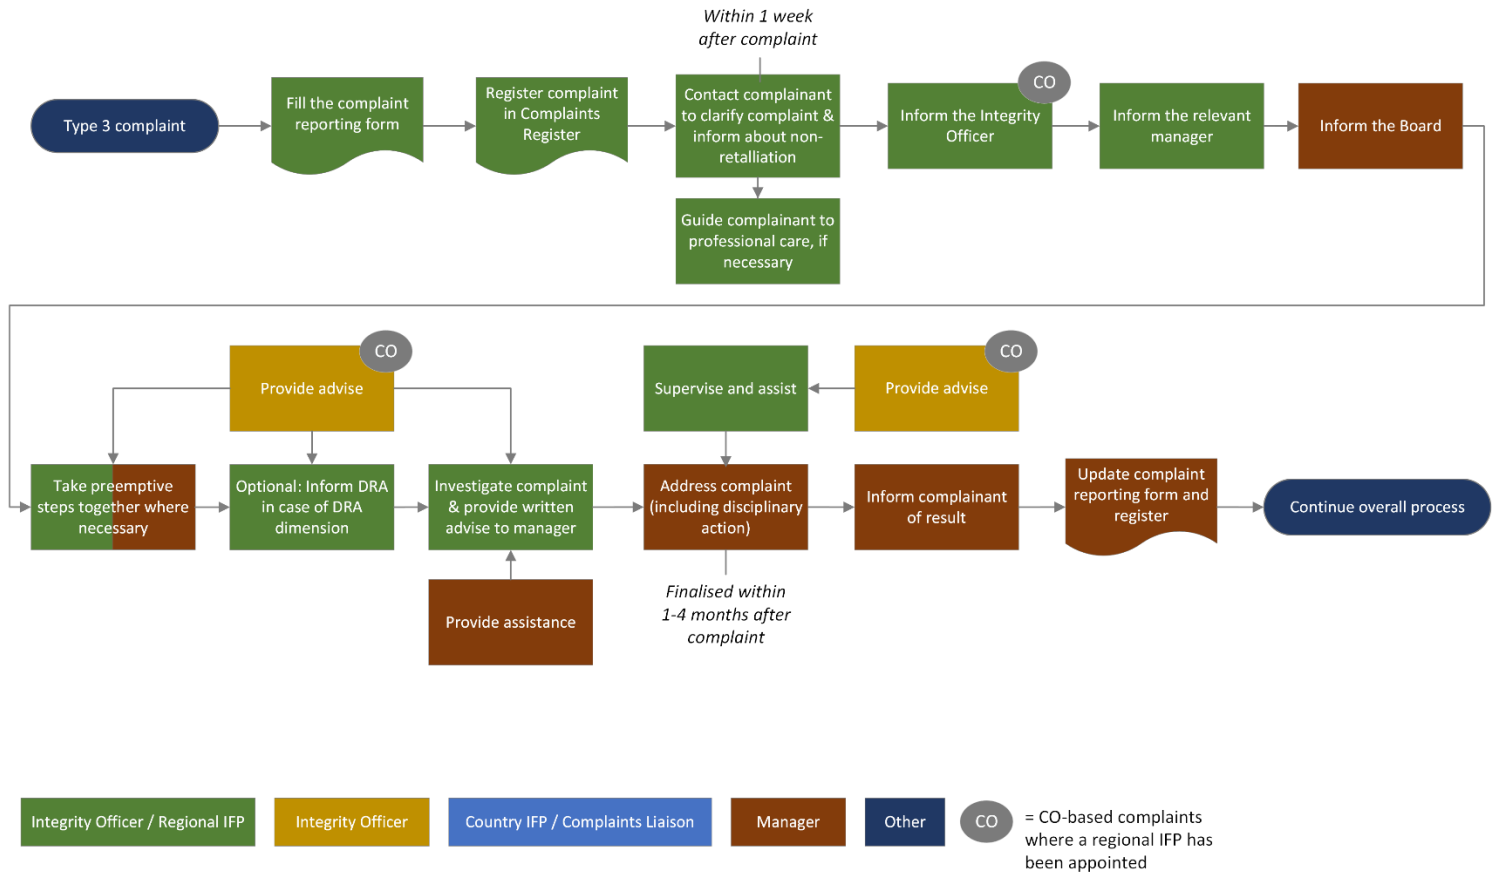 Within 1 week
after complaint
CO
Type 3 complaint
Fill the complaint
reporting form
Register complaint
in Complaints
Register
Contact complainant
to clarify complaint &
inform about non-
retalliation
Inform the Integrity
Officer
Inform the relevant
manager
Inform the Board
Guide complainant to
professional care, if
necessary
CO
Provide advise
Supervise and assist
CO
Provide advise
Take preemptive
steps together where
necessary
Optional: Inform DRA
in case of DRA
dimension
Investigate complaint
& provide written
advise to manager
Address complaint
(including disciplinary
action)
Inform complainant
of result
Update complaint
reporting form and
register
Continue overall process
Provide assistance
Finalised within
1-4 months after
complaint
Integrity Officer / Regional IFP
Integrity Officer
Country IFP / Complaints Liaison
Manager
Other
CO
= CO-based complaints
where a regional IFP has
been appointed